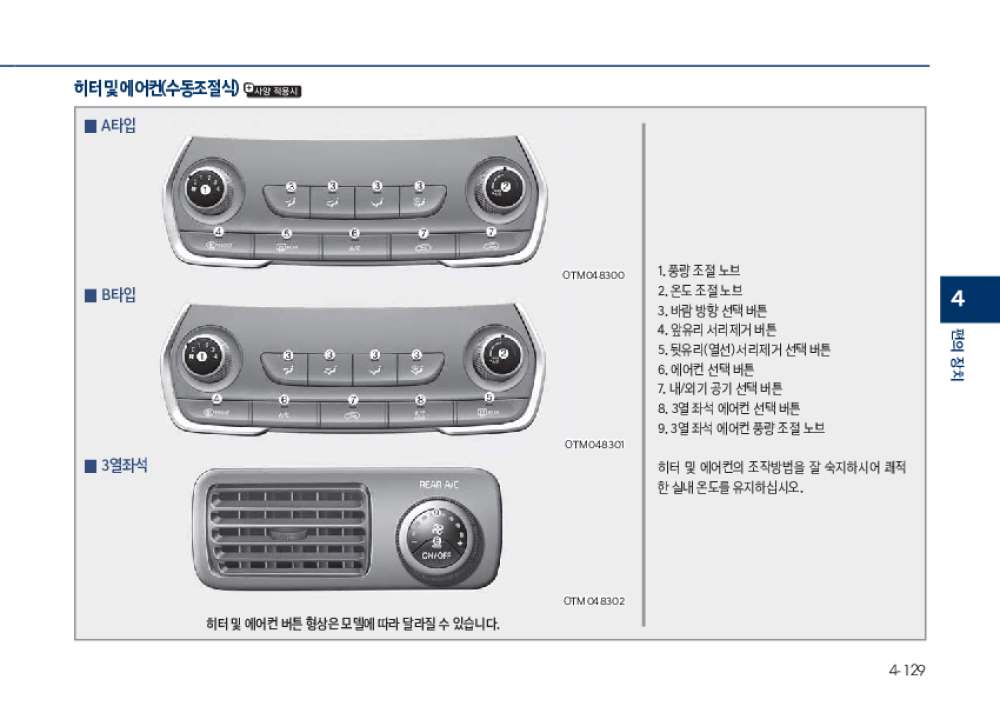 히터 및 에어컨(수동조절식) 사양 적용시
■ A타입
1 2
3 3 3 3
4 5 6 7 7
A/C
OTM048300
■ B타입
1 2
3 3 3 3
4 6 7 8 5
A/C
OTM048301
■ 3열좌석
REAR A/C
9
8
ON/OFF
OTM048302
히터 및 에어컨 버튼 형상은 모델에 따라 달라질 수 있습니다.
1. 풍량 조절 노브
2. 온도 조절 노브
3. 바람 방향 선택 버튼
4. 앞유리 서리 제거 버튼
5. 뒷유리(열선) 서리제거 선택 버튼
6. 에어컨 선택 버튼
7. 내/외기 공기 선택 버튼
8. 3열 좌석 에어컨 선택 버튼
9. 3열 좌석 에어컨 풍량 조절 노브
히터 및 에어컨의 조작방법을 잘 숙지하시어 쾌적
한 실내 온도를 유지하십시오.
4
편의 장치
4-129